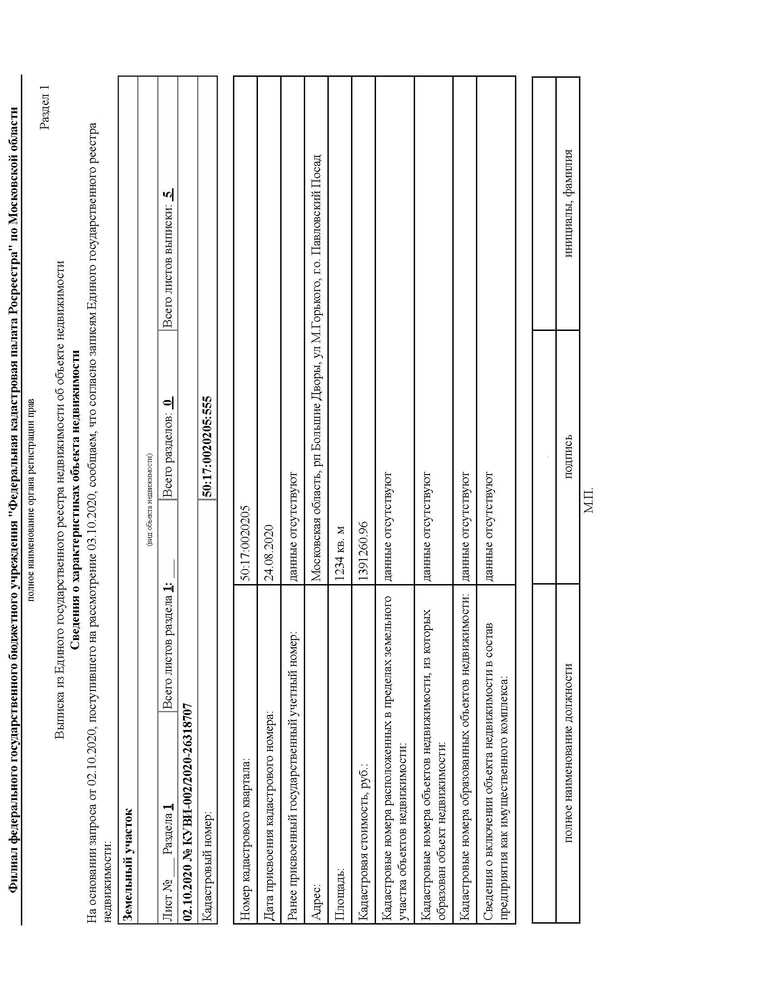 Филиал федерального государственного бюджетного учреждения "Федеральная кадастровая палата Росреестра" по Московской области
полное наименование органа регистрации прав
Раздел 1
Выписка из Единого государственного реестра недвижимости об объекте недвижимости
Сведения о характеристиках объекта недвижимости
На основании запроса от 02.10.2020, поступившего на рассмотрение 03.10.2020, сообщаем, что согласно записям Единого государственного реестра
недвижимости:
Земельный участок
(вид объекта недвижимости)
Лист № ___ Раздела 1 Всего листов раздела 1: ___ Всего разделов: 0 Всего листов выписки: 5
02.10.2020 № КУВИ-002/2020-26318707
Кадастровый номер: 50:17:0020205:555
Номер кадастрового квартала: 50:17:0020205
Дата присвоения кадастрового номера: 24.08.2020
Ранее присвоенный государственный учетный номер: данные отсутствуют
Адрес: Московская область, рп Большие Дворы, ул М.Горького, г.о. Павловский Посад
Площадь: 1234 кв. м
Кадастровая стоимость, руб.: 1391260.96
Кадастровые номера расположенных в пределах земельного данные отсутствуют
участка объектов недвижимости:
Кадастровые номера объектов недвижимости, из которых данные отсутствуют
образован объект недвижимости:
Кадастровые номера образованных объектов недвижимости: данные отсутствуют
Сведения о включении объекта недвижимости в состав данные отсутствуют
предприятия как имущественного комплекса:
полное наименование должности подпись инициалы, фамилия
М.П.